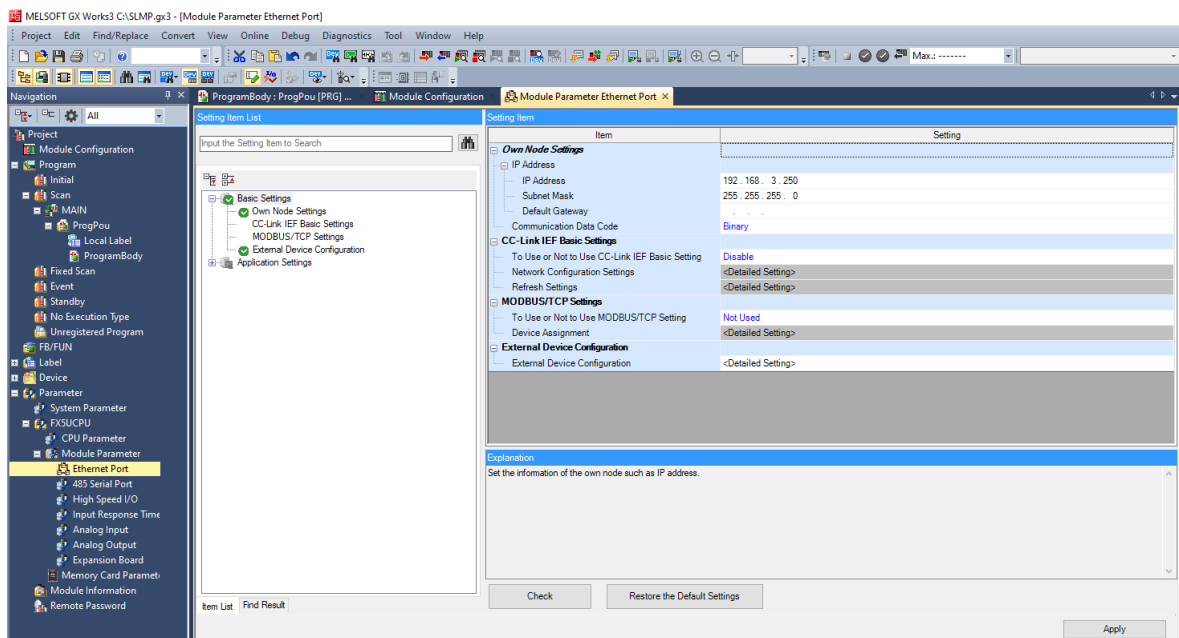 MELSOFT GX Works3 C:\SLMP.gx3 - [Module Parameter Ethernet Port]
Project Edit Find/Replace Convert View Online Debug Diagnostics Tool Window Help
Max.: -------
Navigation
ProgramBody : ProgPou [PRG] ... Module Configuration Module Parameter Ethernet Port
All
Project
Module Configuration
Program
Initial
Scan
MAIN
ProgPou
Local Label
ProgramBody
Fixed Scan
Event
Standby
No Execution Type
Unregistered Program
FB/FUN
Label
Device
Parameter
System Parameter
FX5UCPU
CPU Parameter
Module Parameter
Ethernet Port
485 Serial Port
High Speed I/O
Input Response Time
Analog Input
Analog Output
Expansion Board
Memory Card Paramet
Module Information
Remote Password
Setting Item List
Input the Setting Item to Search
Basic Settings
Own Node Settings
CC-Link IEF Basic Settings
MODBUS/TCP Settings
External Device Configuration
Application Settings
Item List Find Result
Setting Item
Item Setting
Own Node Settings
IP Address
IP Address 192 . 168 . 3 . 250
Subnet Mask 255 . 255 . 255 . 0
Default Gateway . . .
Communication Data Code Binary
CC-Link IEF Basic Settings
To Use or Not to Use CC-Link IEF Basic Setting Disable
Network Configuration Settings <Detailed Setting>
Refresh Settings <Detailed Setting>
MODBUS/TCP Settings
To Use or Not to Use MODBUS/TCP Setting Not Used
Device Assignment <Detailed Setting>
External Device Configuration
External Device Configuration <Detailed Setting>
Explanation
Set the information of the own node such as IP address.
Check Restore the Default Settings
Apply